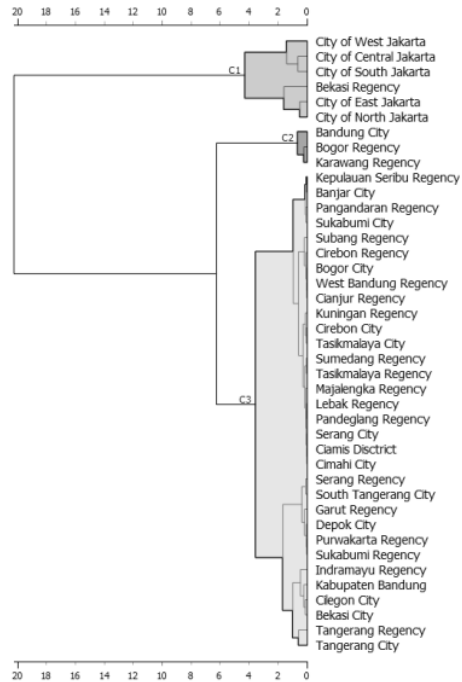 20 18 16 14 12 10 8 6 4 2 0
City of West Jakarta
City of Central Jakarta
C1
City of South Jakarta
Bekasi Regency
City of East Jakarta
City of North Jakarta
Bandung City
C2
Bogor Regency
Karawang Regency
Kepulauan Seribu Regency
Banjar City
Pangandaran Regency
Sukabumi City
Subang Regency
Cirebon Regency
Bogor City
West Bandung Regency
Cianjur Regency
Kuningan Regency
Cirebon City
Tasikmalaya City
Sumedang Regency
Tasikmalaya Regency
Majalengka Regency
C3
Lebak Regency
Pandeglang Regency
Serang City
Ciamis Disctrict
Cimahi City
Serang Regency
South Tangerang City
Garut Regency
Depok City
Purwakarta Regency
Sukabumi Regency
Indramayu Regency
Kabupaten Bandung
Cilegon City
Bekasi City
Tangerang Regency
Tangerang City
20 18 16 14 12 10 8 6 4 2 0